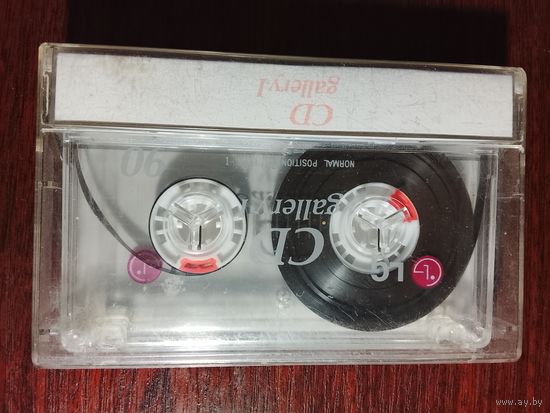 CD
gallery I
90
NORMAL POSITION
CD
gallery I
LG
www.ay.by